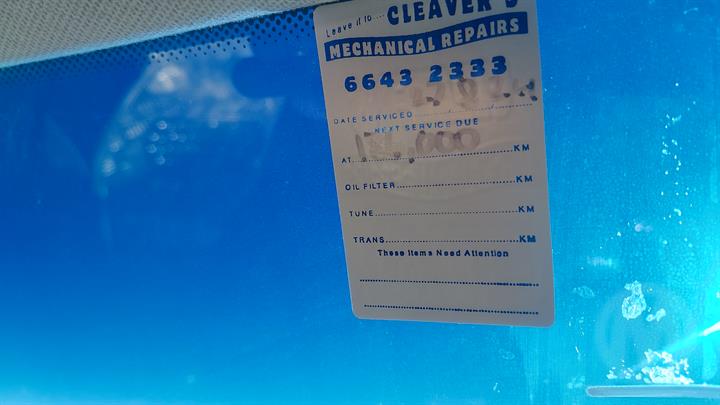 Leave it to.... CLEAVER'S
MECHANICAL REPAIRS
6643 2333
DATE SERVICED
NEXT SERVICE DUE
AT.......................................KM
OIL FILTER..............................KM
TUNE....................................KM
TRANS...................................KM
These Items Need Attention